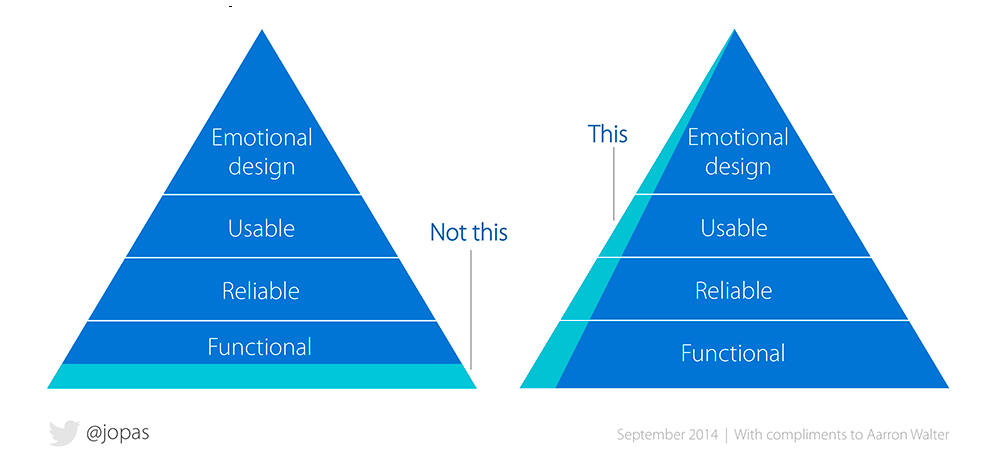 Emotional
design
Usable
Reliable
Functional
Not this
This
Emotional
design
Usable
Reliable
Functional
@jopas
September 2014 | With compliments to Aarron Walter